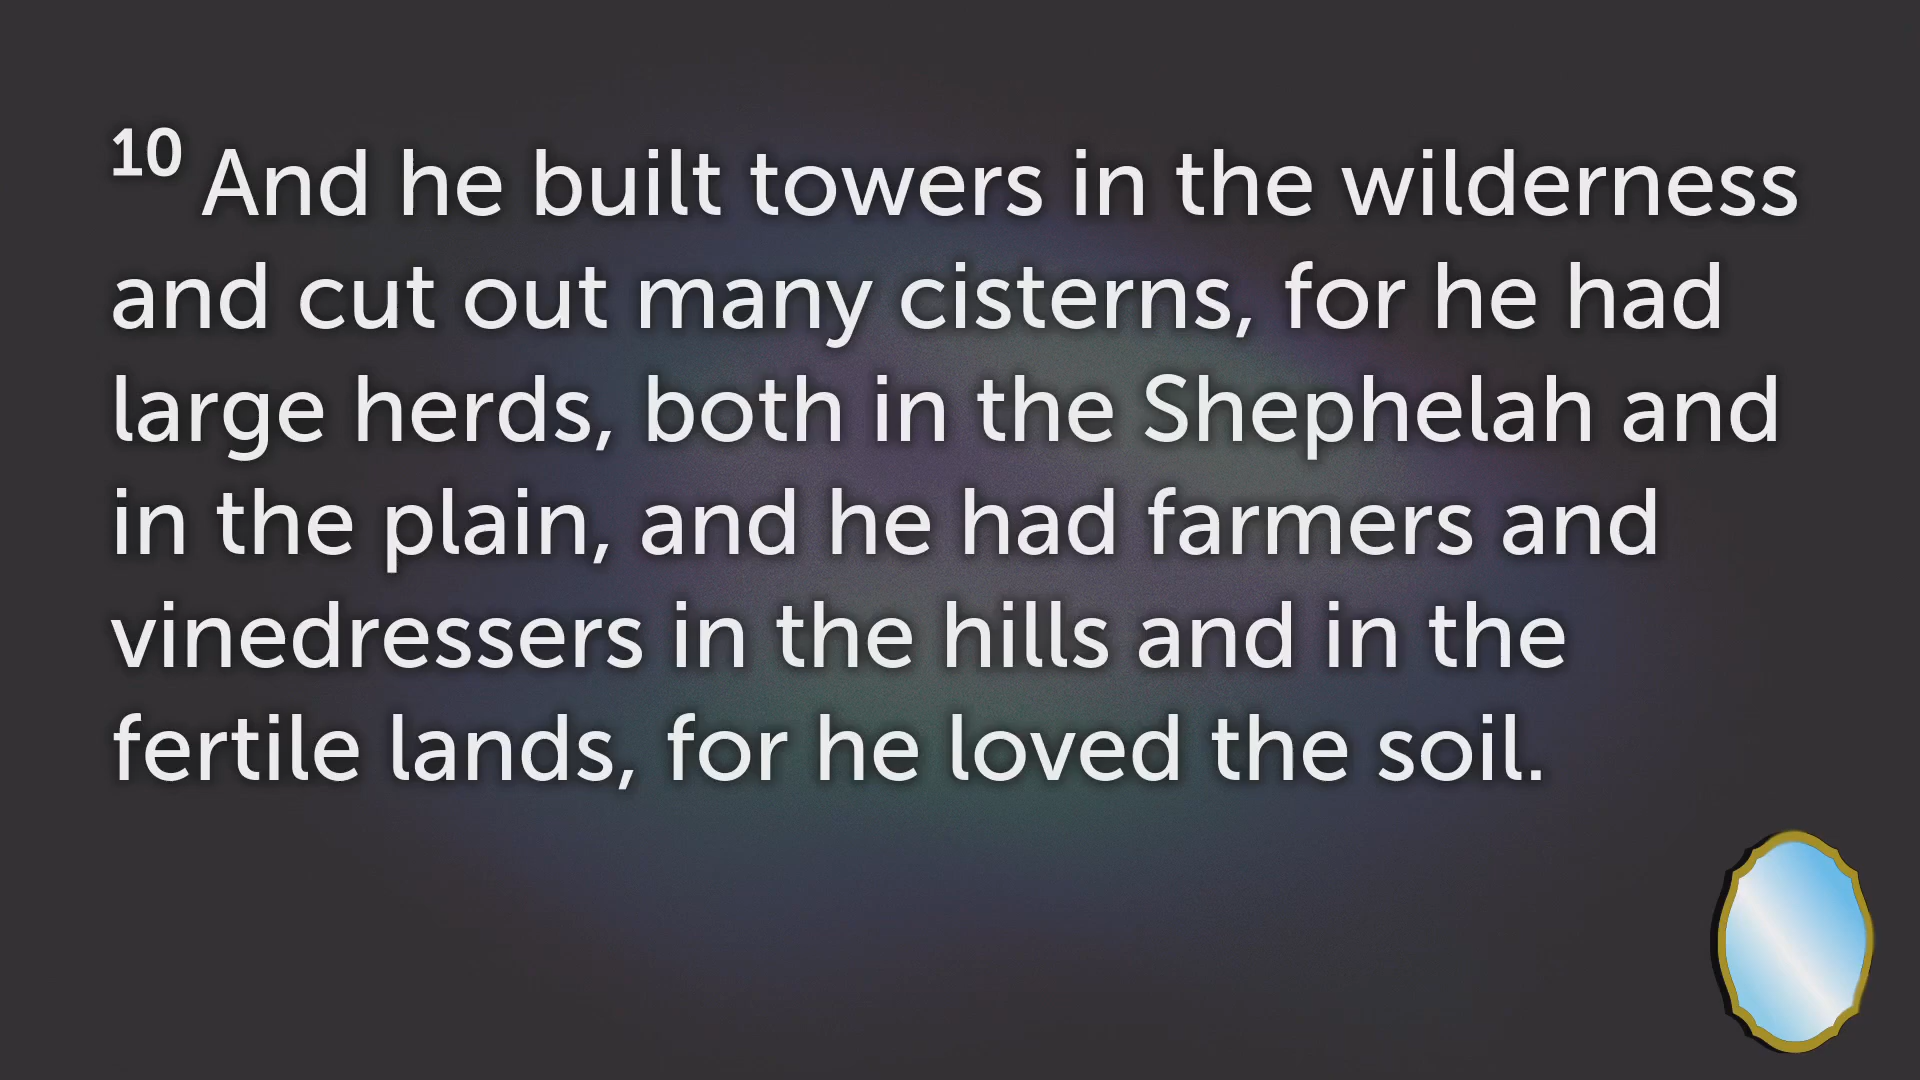 10 And he built towers in the wilderness
and cut out many cisterns, for he had
large herds, both in the Shephelah and
in the plain, and he had farmers and
vinedressers in the hills and in the
fertile lands, for he loved the soil.